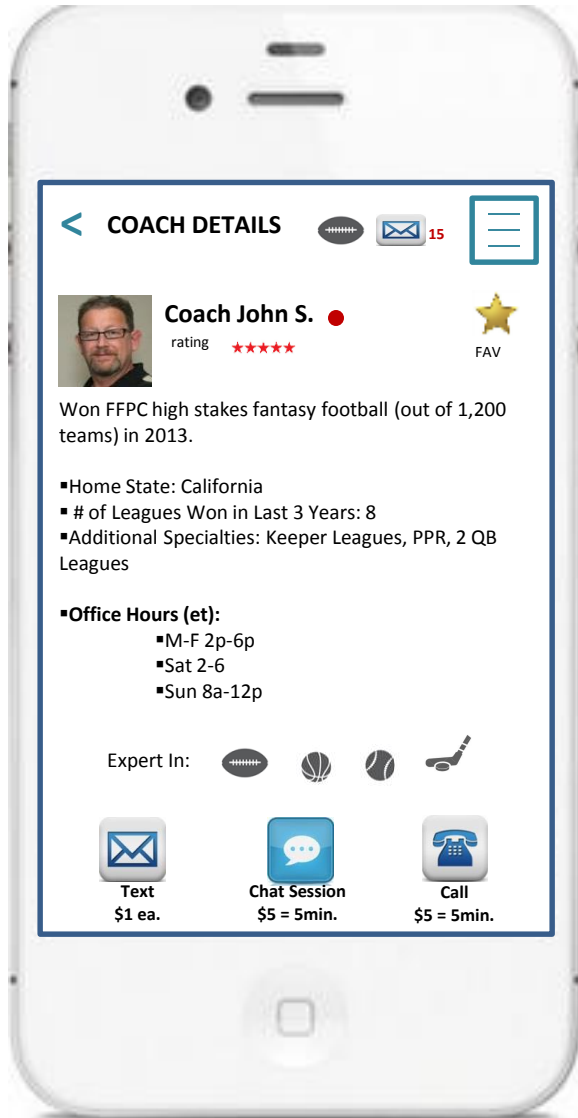 < COACH DETAILS 15
Coach John S.
rating ★★★★★
FAV
Won FFPC high stakes fantasy football (out of 1,200
teams) in 2013.
▪Home State: California
▪ # of Leagues Won in Last 3 Years: 8
▪Additional Specialties: Keeper Leagues, PPR, 2 QB
Leagues
▪Office Hours (et):
▪M-F 2p-6p
▪Sat 2-6
▪Sun 8a-12p
Expert In:
Text Chat Session Call
$1 ea. $5 = 5min. $5 = 5min.